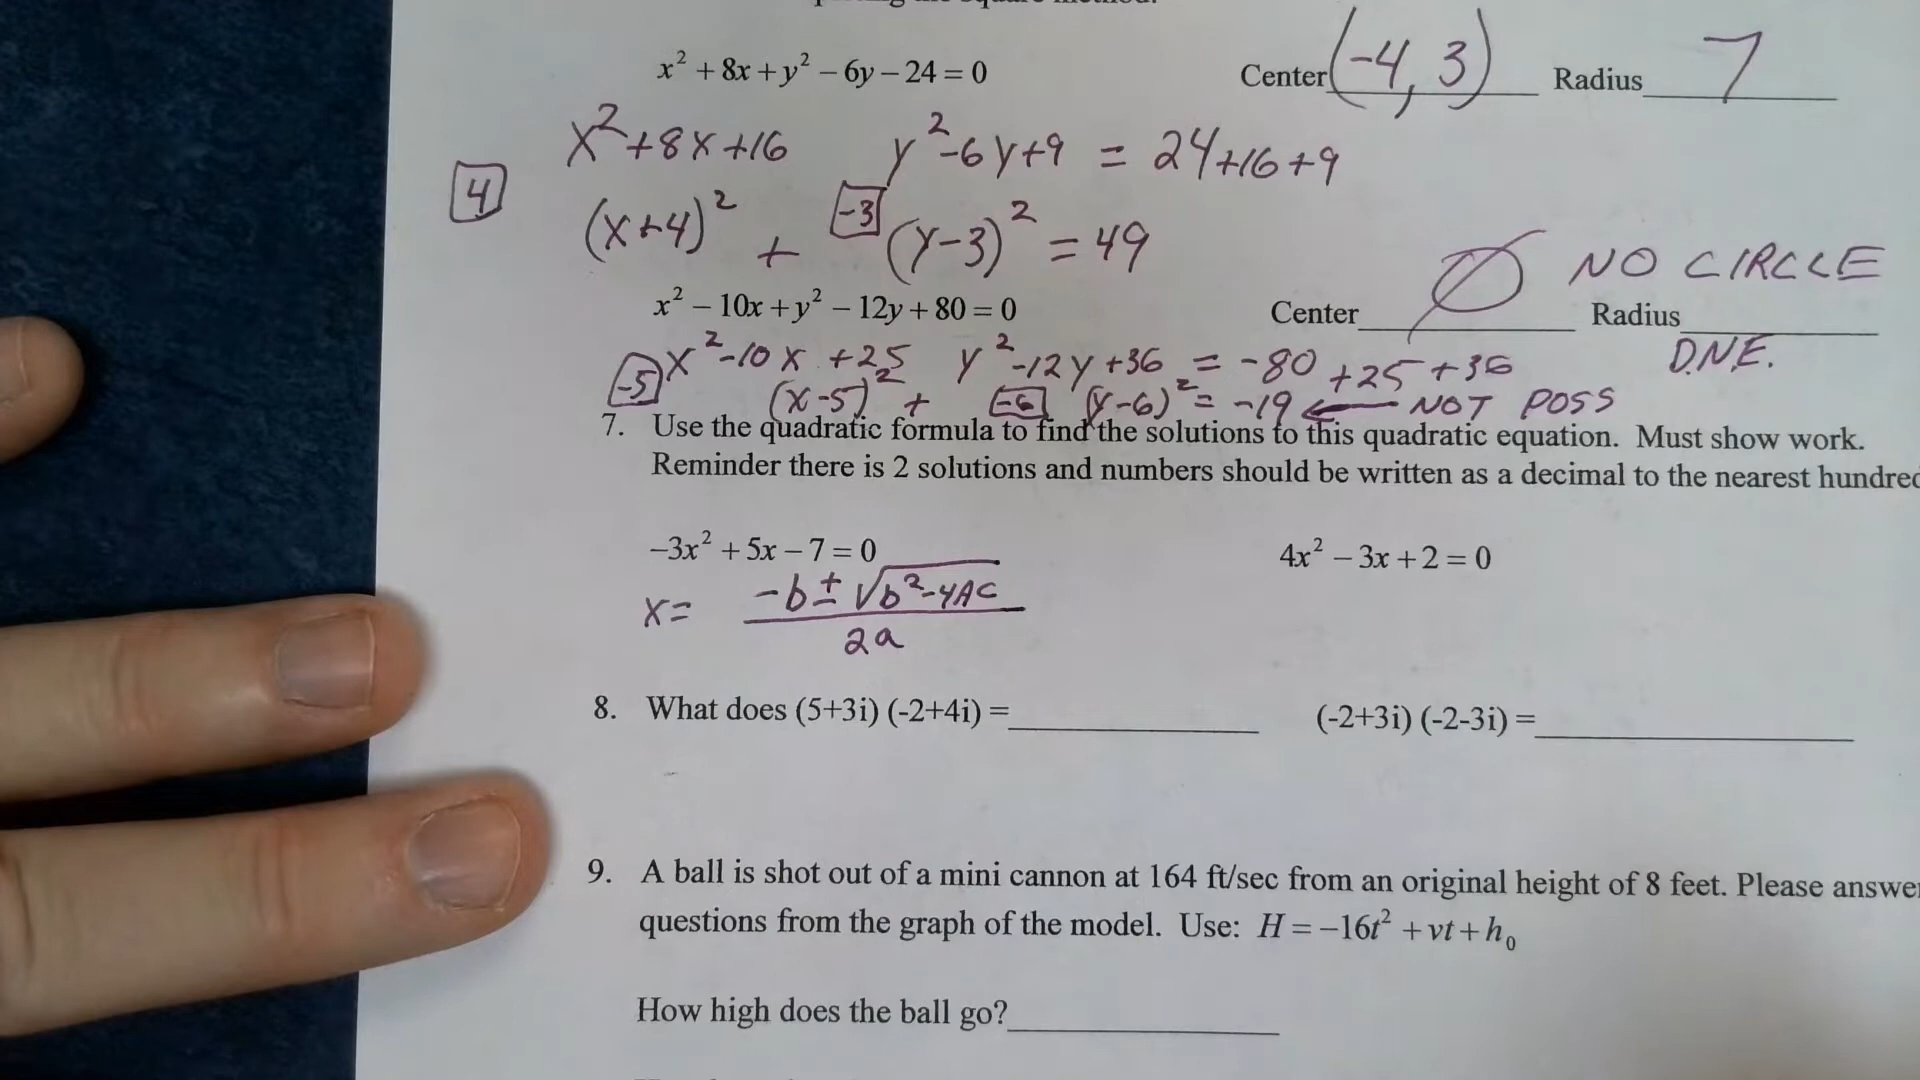 x² + 8x + y² − 6y − 24 = 0 Center (-4, 3) Radius 7
x²+8x+16 y²-6y+9 = 24+16+9
4 (x+4)² + -3 (y-3)² = 49
NO CIRCLE
x² − 10x + y² − 12y + 80 = 0 Center ∅ Radius D.N.E.
-5 x²-10x+25 y²-12y+36 = -80+25+36
(x-5)² + -6 (y-6)² = -19 ← NOT POSS
7. Use the quadratic formula to find the solutions to this quadratic equation. Must show work.
Reminder there is 2 solutions and numbers should be written as a decimal to the nearest
−3x² + 5x − 7 = 0 4x² − 3x + 2 = 0
x = -b ± √b²-4AC
2a
8. What does (5+3i) (-2+4i) = (-2+3i) (-2-3i) =
9. A ball is shot out of a mini cannon at 164 ft/sec from an original height of 8 feet. Please
questions from the graph of the model. Use: H = −16t² + vt + h₀
How high does the ball go?